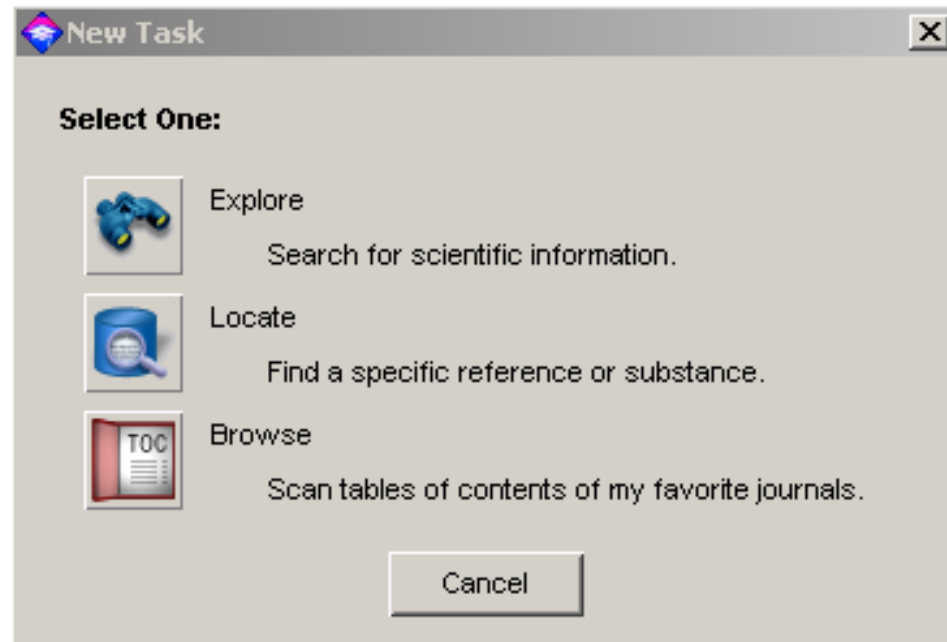 New Task
Select One:
Explore
Search for scientific information.
Locate
Find a specific reference or substance.
TOC
Browse
Scan tables of contents of my favorite journals.
Cancel